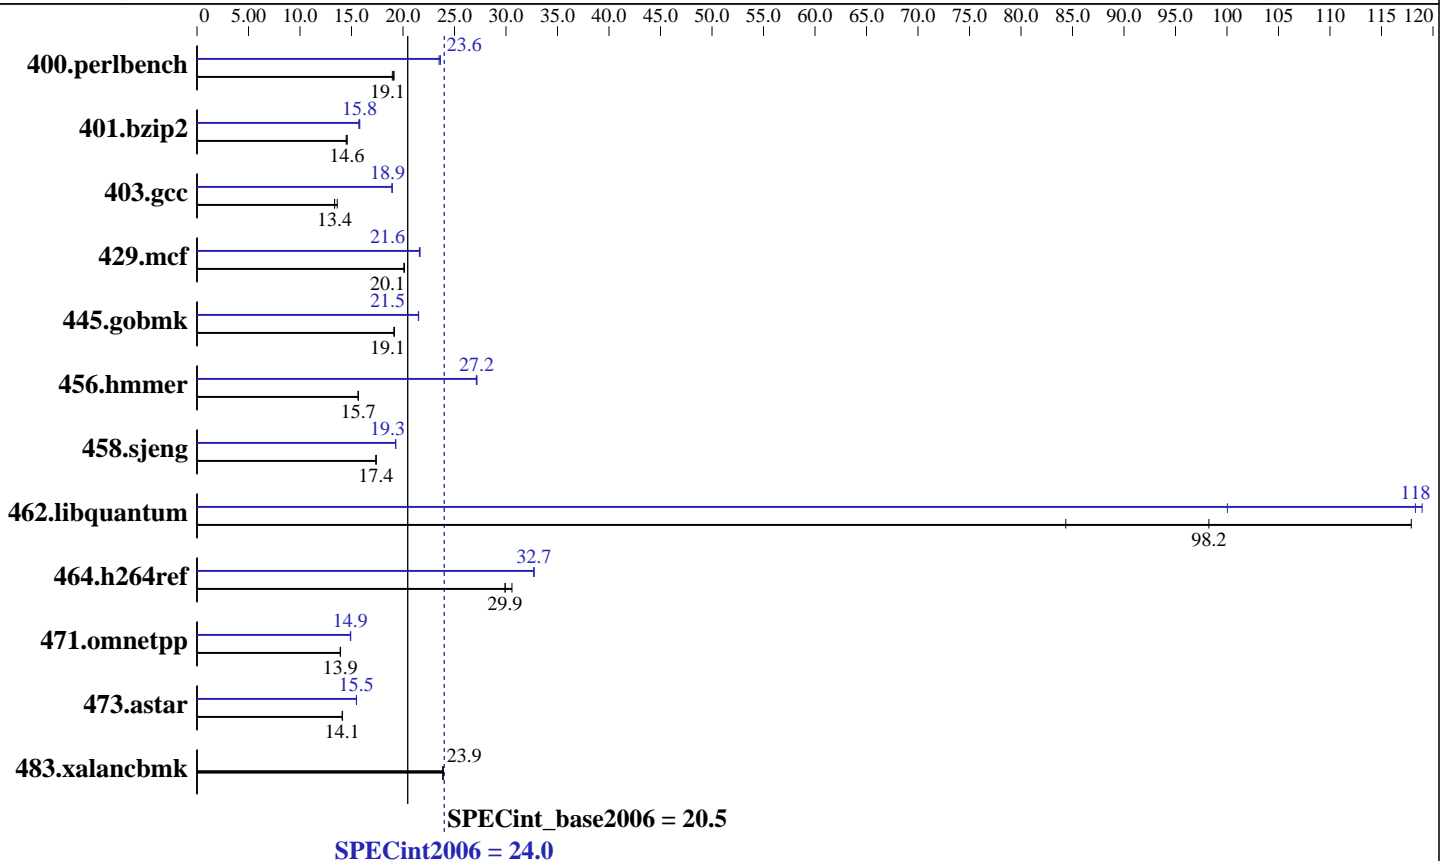 0 5.00 10.0 15.0 20.0 25.0 30.0 35.0 40.0 45.0 50.0 55.0 60.0 65.0 70.0 75.0 80.0 85.0 90.0 95.0 100 105 110 115 120
23.6
400.perlbench
19.1
15.8
401.bzip2
14.6
18.9
403.gcc
13.4
21.6
429.mcf
20.1
21.5
445.gobmk
19.1
27.2
456.hmmer
15.7
19.3
458.sjeng
17.4
118
462.libquantum
98.2
32.7
464.h264ref
29.9
14.9
471.omnetpp
13.9
15.5
473.astar
14.1
23.9
483.xalancbmk
SPECint_base2006 = 20.5
SPECint2006 = 24.0